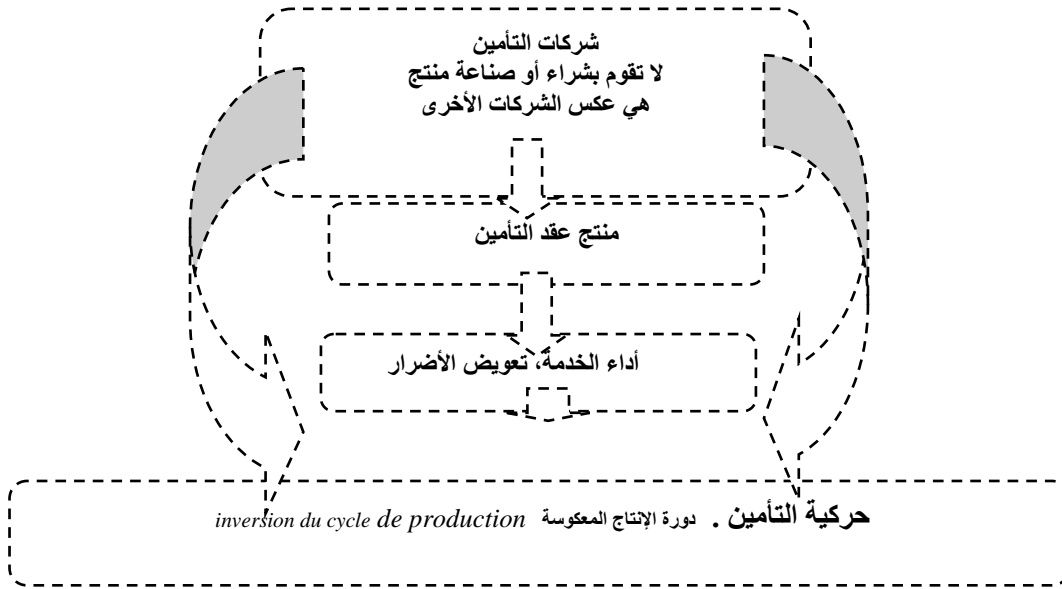 شركات التأمين
لا تقوم بشراء أو صناعة منتج
هي عكس الشركات الأخرى
منتج عقد التأمين
أداء الخدمة، تعويض الأضرار
حركية التأمين . دورة الإنتاج المعكوسة inversion du cycle de production